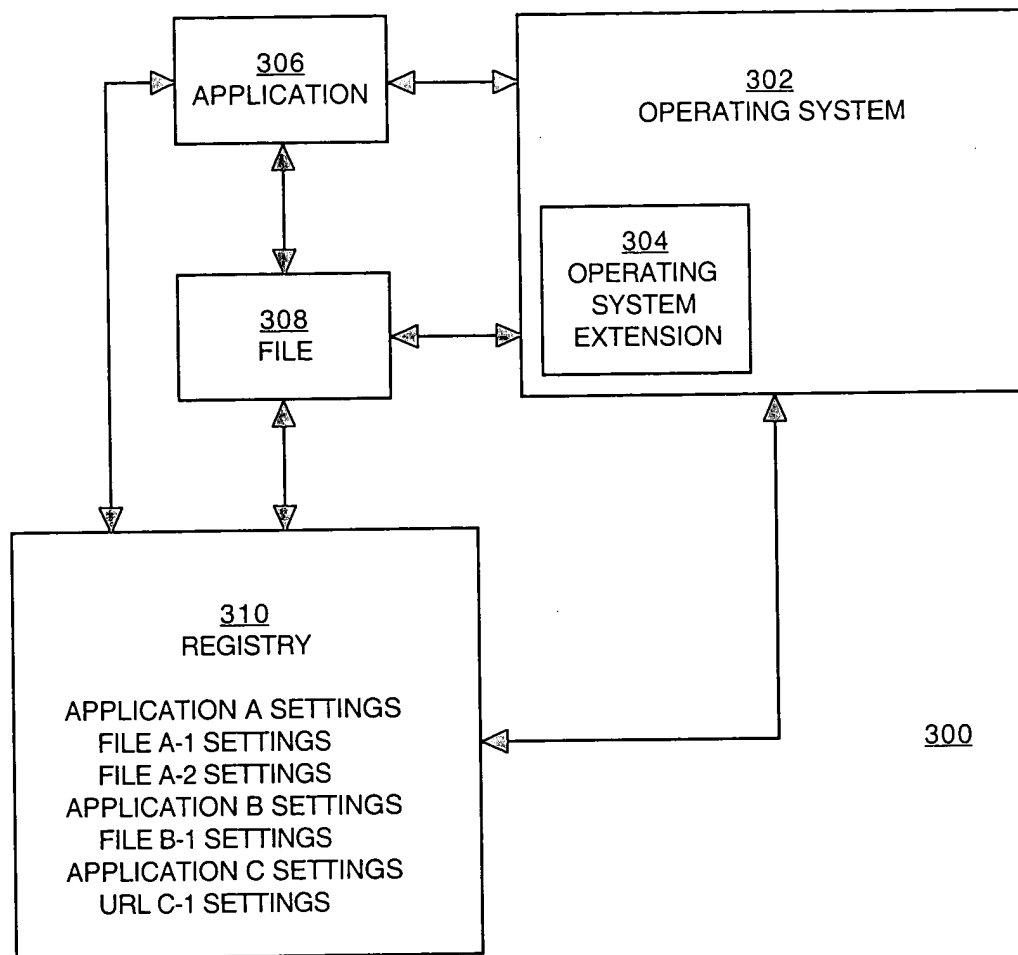 306
APPLICATION
302
OPERATING SYSTEM
304
OPERATING
SYSTEM
EXTENSION
308
FILE
310
REGISTRY
APPLICATION A SETTINGS
FILE A-1 SETTINGS
FILE A-2 SETTINGS
APPLICATION B SETTINGS
FILE B-1 SETTINGS
APPLICATION C SETTINGS
URL C-1 SETTINGS
300